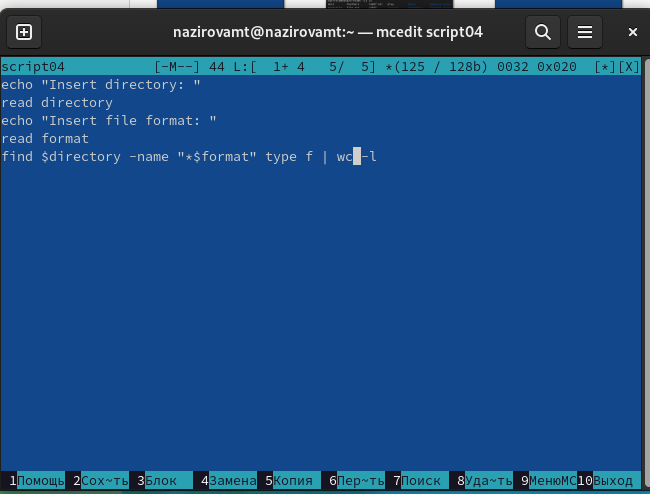 nazirovamt@nazirovamt:~ — mcedit script04
script04 [-M--] 44 L:[ 1+ 4 5/ 5] *(125 / 128b) 0032 0x020 [*][X]
echo "Insert directory: "
read directory
echo "Insert file format: "
read format
find $directory -name "*$format" type f | wc -l
1Помощь 2Сох~ть 3Блок 4Замена 5Копия 6Пер~ть 7Поиск 8Уда~ть 9МенюMC 10Выход